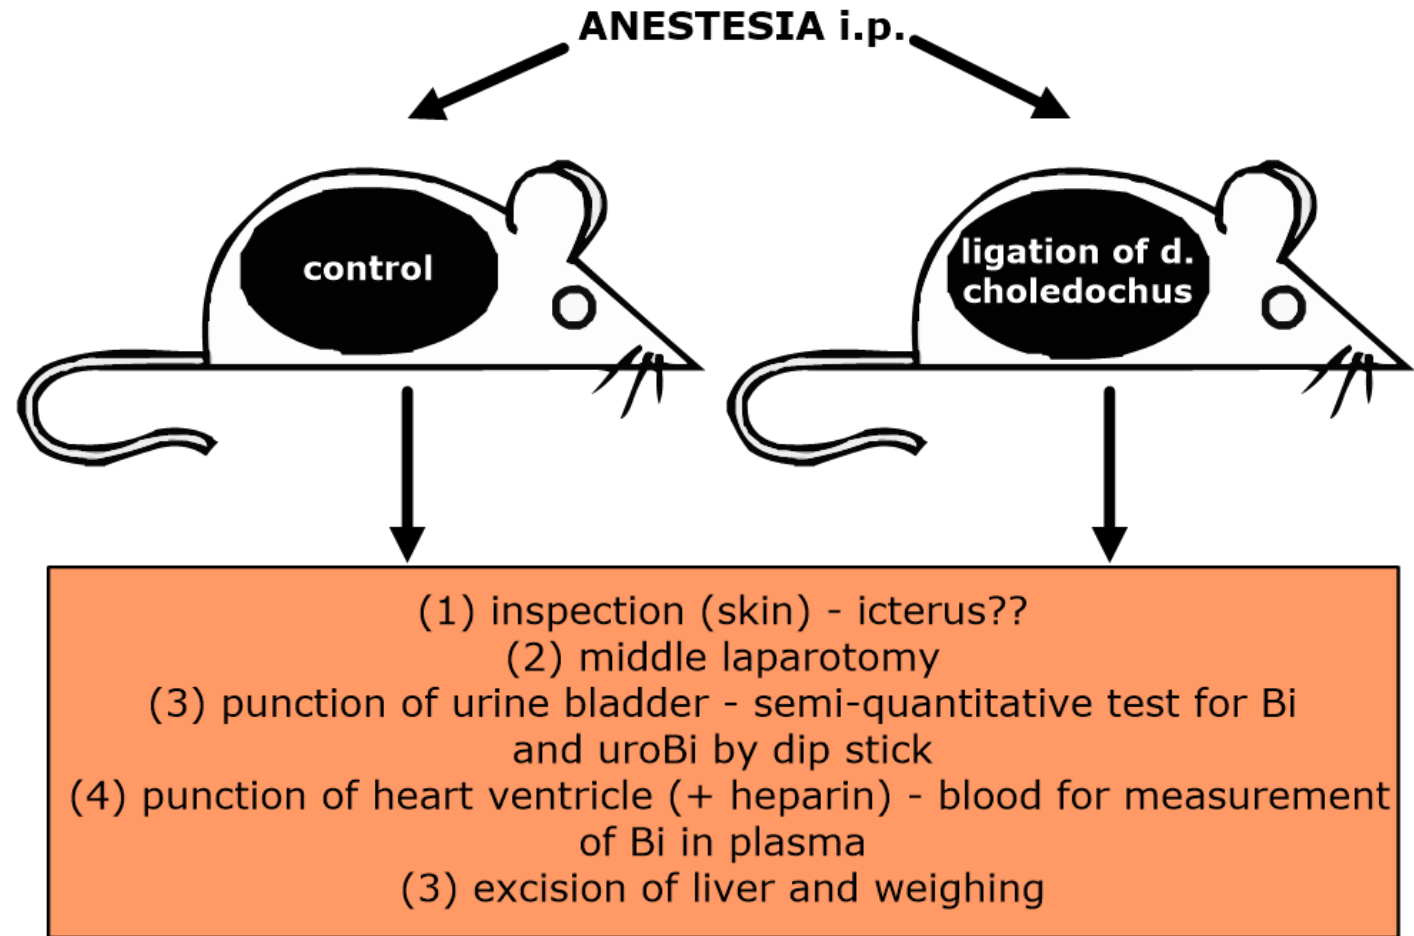 ANESTESIA i.p.
control
ligation of d.
choledochus
(1) inspection (skin) - icterus??
(2) middle laparotomy
(3) punction of urine bladder - semi-quantitative test for Bi
and uroBi by dip stick
(4) punction of heart ventricle (+ heparin) - blood for measurement
of Bi in plasma
(3) excision of liver and weighing